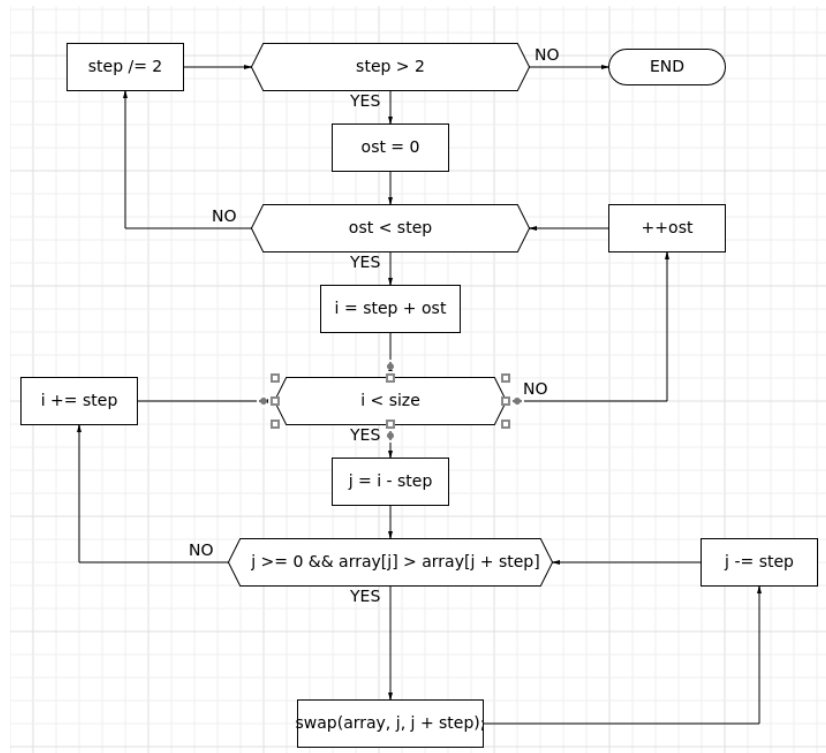 step /= 2
step > 2
NO
END
YES
ost = 0
NO
ost < step
++ost
YES
i = step + ost
i += step
i < size
NO
YES
j = i - step
NO
j >= 0 && array[j] > array[j + step]
j -= step
YES
swap(array, j, j + step);